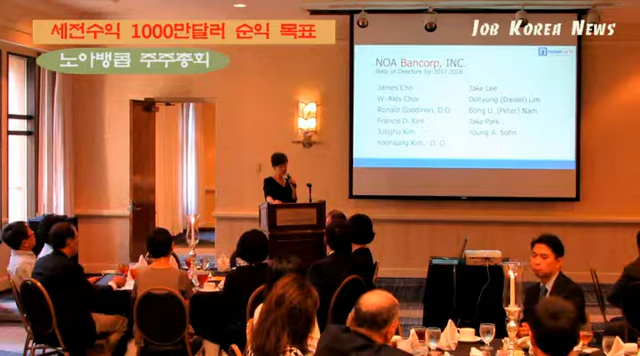 세전수익 1000만달러 순익 목표
JOB KOREA NEWS
노아뱅콥 주주총회
NOA Bancorp, INC.
Slate of Directors for 2017-2018
James Cho
W. Alex Choi
Ronald Goodman, D.O.
Francis D. Kim
Jungha Kim
Yoonsung Kim, D.O.
Jake Lee
Dohyung (Daniel) Lim
Bong U. (Peter) Nam
Jake Park
Young A. Sohn